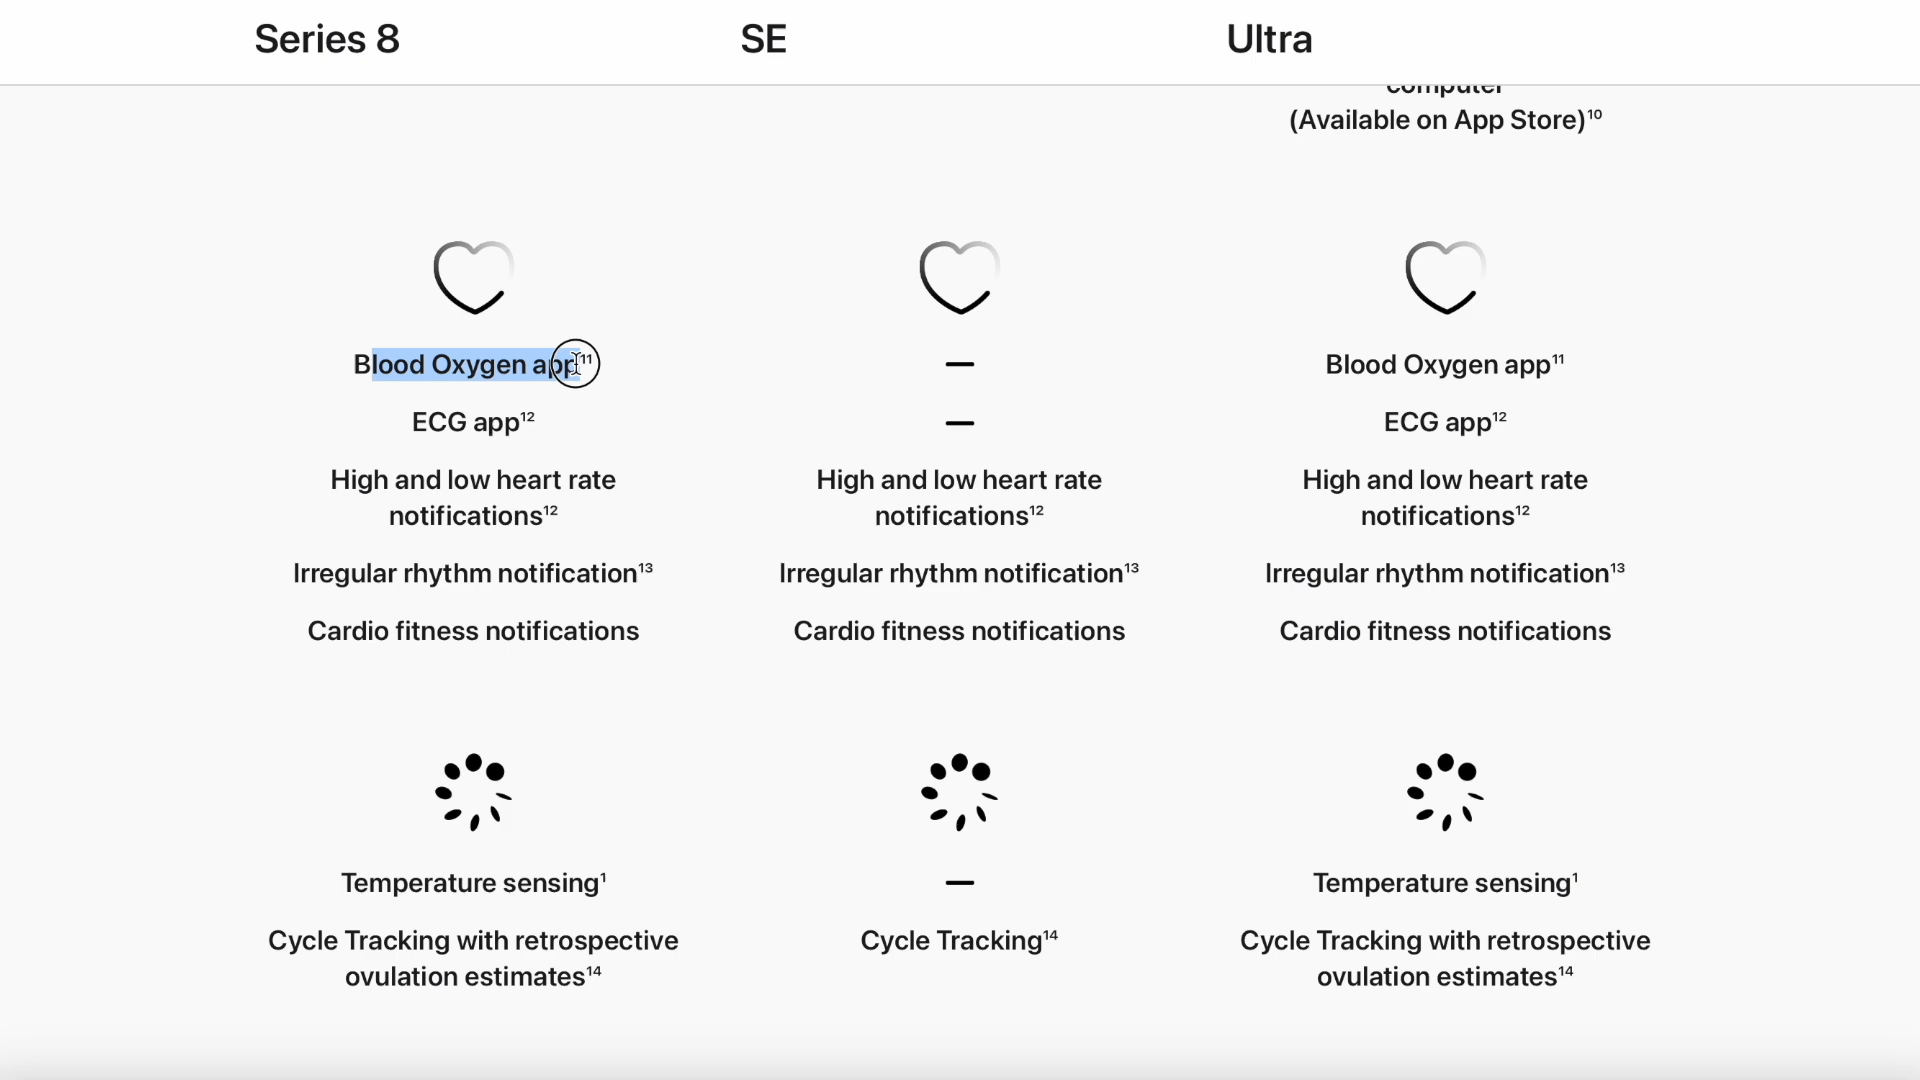 Series 8
SE
Ultra
computer
(Available on App Store)¹⁰
Blood Oxygen app¹¹
—
Blood Oxygen app¹¹
ECG app¹²
—
ECG app¹²
High and low heart rate
notifications¹²
High and low heart rate
notifications¹²
High and low heart rate
notifications¹²
Irregular rhythm notification¹³
Irregular rhythm notification¹³
Irregular rhythm notification¹³
Cardio fitness notifications
Cardio fitness notifications
Cardio fitness notifications
Temperature sensing¹
—
Temperature sensing¹
Cycle Tracking with retrospective
ovulation estimates¹⁴
Cycle Tracking¹⁴
Cycle Tracking with retrospective
ovulation estimates¹⁴